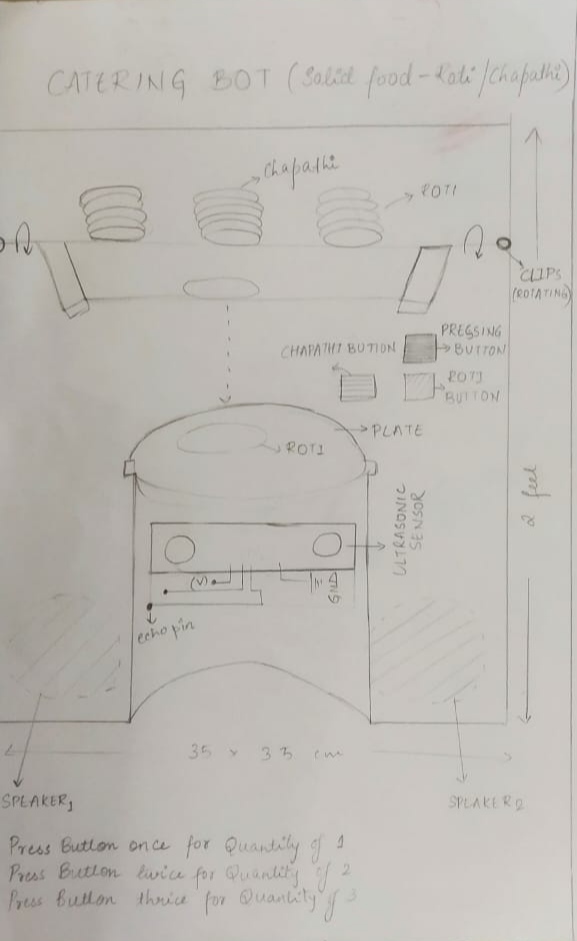 CATERING BOT (Solid food - Roti/Chapathi)
Chapathi
ROTI
CLIPS
(ROTATING)
PRESSING
BUTTON
CHAPATHI BUTTON
ROTI
BUTTON
PLATE
ROTI
ULTRASONIC
SENSOR
2 feet
(V)
GND
echo pin
35 x 35 cm
SPEAKER1
SPEAKER2
Press Button once for Quantity of 1
Press Button twice for Quantity of 2
Press Button thrice for Quantity of 3